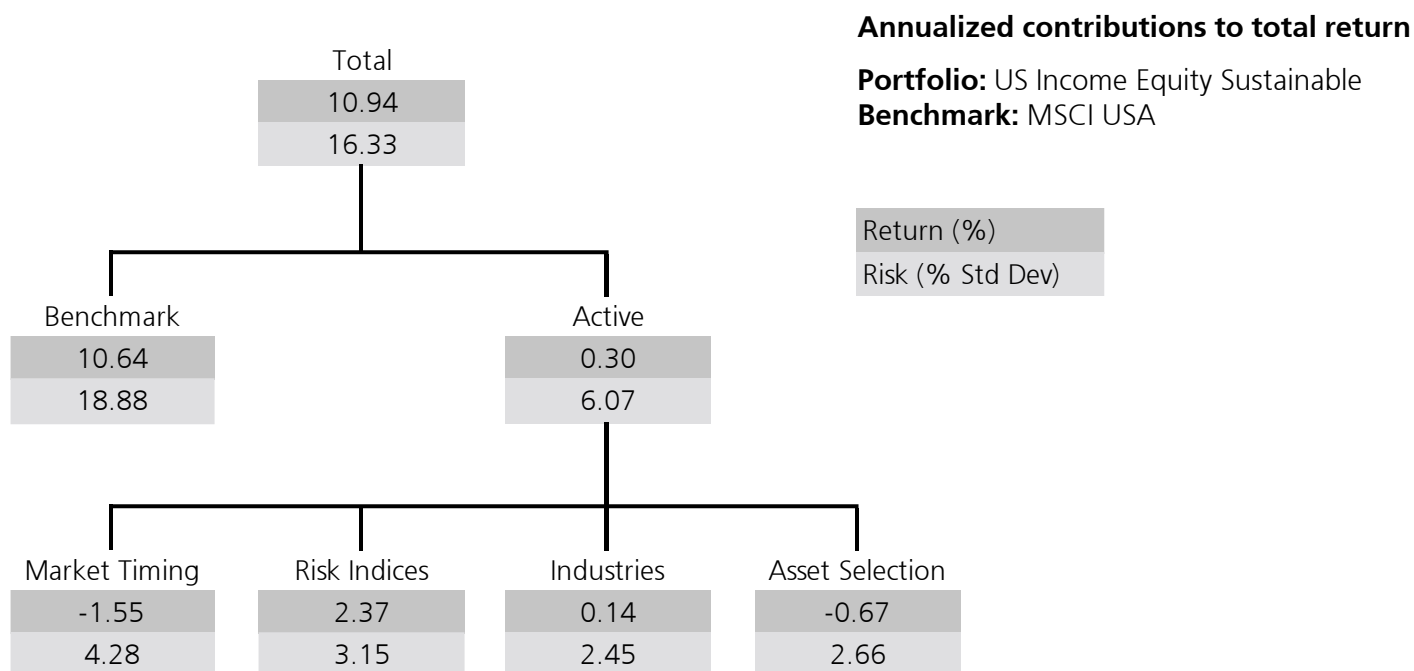 Annualized contributions to total return
Portfolio: US Income Equity Sustainable
Benchmark: MSCI USA
Return (%)
Risk (% Std Dev)
Total
10.94
16.33
Benchmark
10.64
18.88
Active
0.30
6.07
Market Timing
-1.55
4.28
Risk Indices
2.37
3.15
Industries
0.14
2.45
Asset Selection
-0.67
2.66